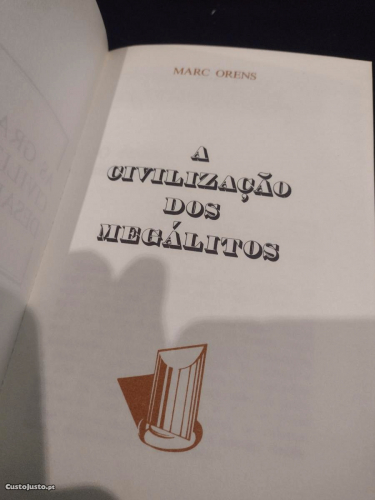 MARC ORENS
A
CIVILIZAÇÃO
DOS
MEGÁLITOS
CustoJusto.pt